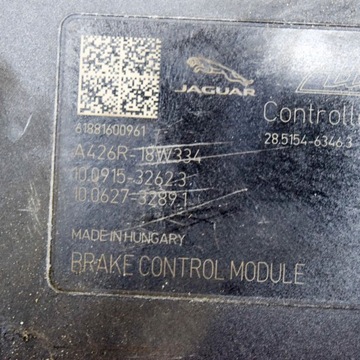 JAGUAR
Controlle
28.5154-6346.3
61881600961
A426R-18W334
10.0915-3262.3
10.0627-3289.1
MADE IN HUNGARY
BRAKE CONTROL MODULE